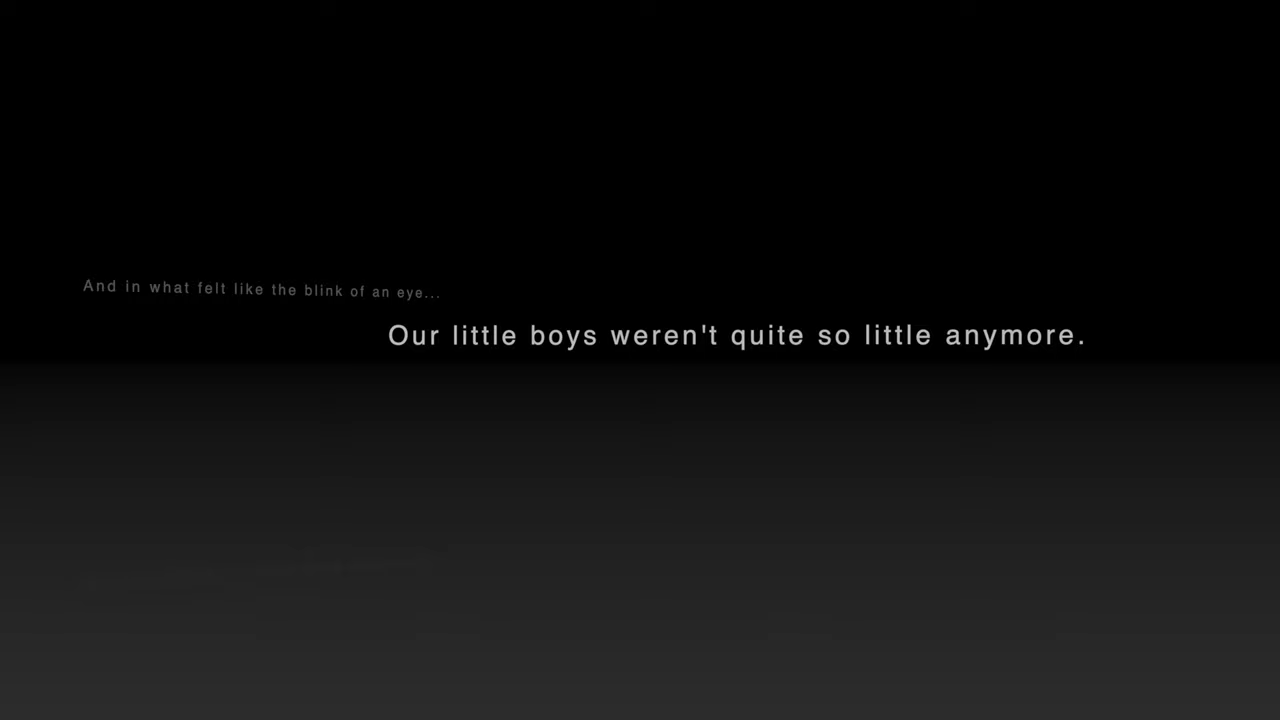 And in what felt like the blink of an eye...
Our little boys weren't quite so little anymore.